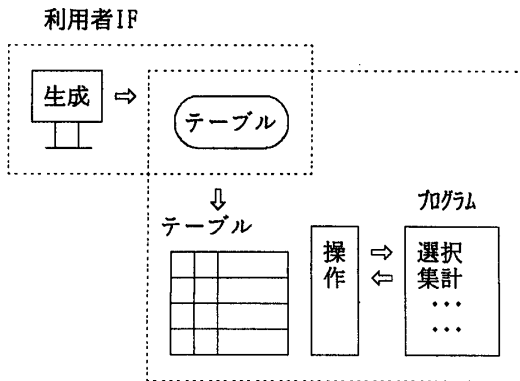 利用者IF
生成
テーブル
テーブル
プログラム
操作
選択
集計
・・・
・・・